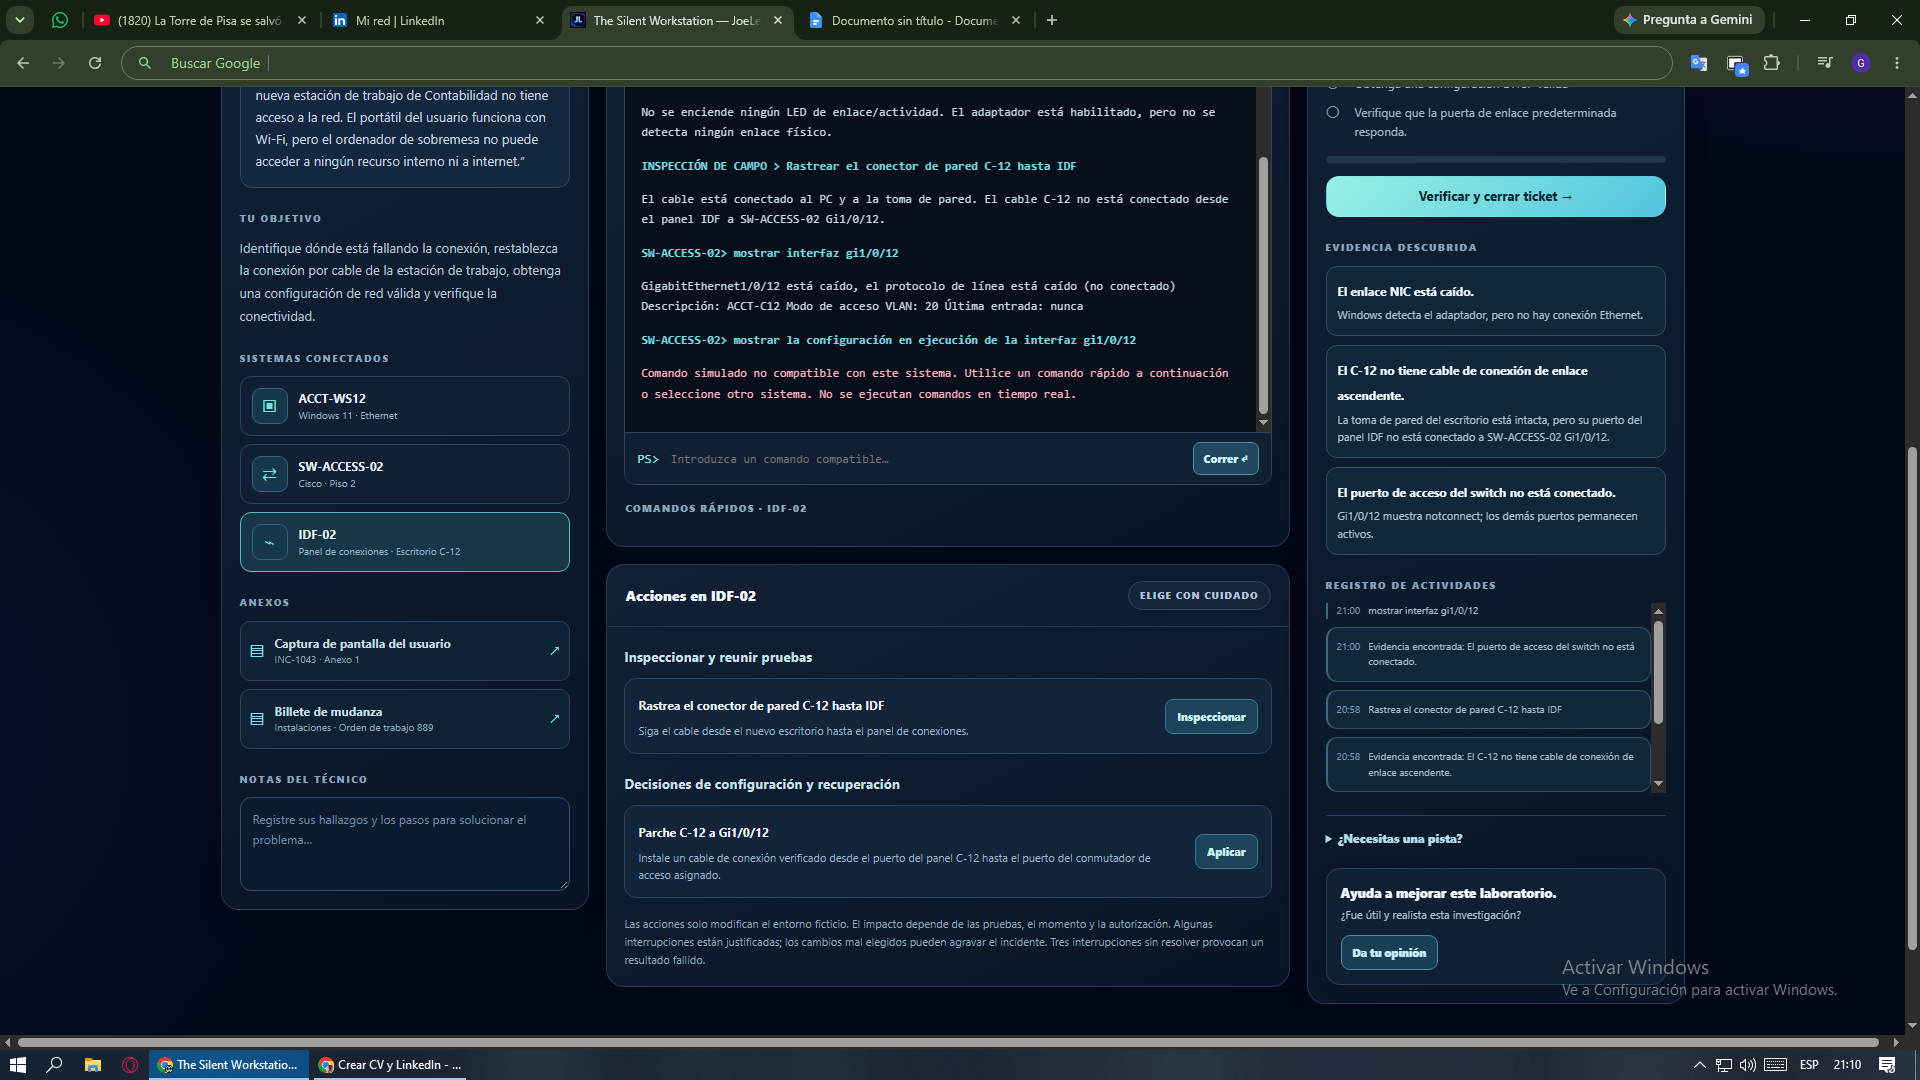 (1820) La Torre de Pisa se salvó
Mi red | LinkedIn
The Silent Workstation — JoeLe
Documento sin título - Docume
Pregunta a Gemini
Buscar Google
G
nueva estación de trabajo de Contabilidad no tiene
acceso a la red. El portátil del usuario funciona con
Wi-Fi, pero el ordenador de sobremesa no puede
acceder a ningún recurso interno ni a internet.“
TU OBJETIVO
Identifique dónde está fallando la conexión, restablezca
la conexión por cable de la estación de trabajo, obtenga
una configuración de red válida y verifique la
conectividad.
SISTEMAS CONECTADOS
ACCT-WS12
Windows 11 · Ethernet
SW-ACCESS-02
Cisco · Piso 2
IDF-02
Panel de conexiones · Escritorio C-12
ANEXOS
Captura de pantalla del usuario
INC-1043 · Anexo 1
Billete de mudanza
Instalaciones · Orden de trabajo 889
NOTAS DEL TÉCNICO
Registre sus hallazgos y los pasos para solucionar el
problema...
No se enciende ningún LED de enlace/actividad. El adaptador está habilitado, pero no se
detecta ningún enlace físico.
INSPECCIÓN DE CAMPO > Rastrear el conector de pared C-12 hasta IDF
El cable está conectado al PC y a la toma de pared. El cable C-12 no está conectado desde
el panel IDF a SW-ACCESS-02 Gi1/0/12.
SW-ACCESS-02> mostrar interfaz gi1/0/12
GigabitEthernet1/0/12 está caído, el protocolo de línea está caído (no conectado)
Descripción: ACCT-C12 Modo de acceso VLAN: 20 Última entrada: nunca
SW-ACCESS-02> mostrar la configuración en ejecución de la interfaz gi1/0/12
Comando simulado no compatible con este sistema. Utilice un comando rápido a continuación
o seleccione otro sistema. No se ejecutan comandos en tiempo real.
PS> Introduzca un comando compatible…
Correr ↲
COMANDOS RÁPIDOS · IDF-02
Acciones en IDF-02
ELIGE CON CUIDADO
Inspeccionar y reunir pruebas
Rastrea el conector de pared C-12 hasta IDF
Siga el cable desde el nuevo escritorio hasta el panel de conexiones.
Inspeccionar
Decisiones de configuración y recuperación
Parche C-12 a Gi1/0/12
Instale un cable de conexión verificado desde el puerto del panel C-12 hasta el puerto del conmutador de
acceso asignado.
Aplicar
Las acciones solo modifican el entorno ficticio. El impacto depende de las pruebas, el momento y la autorización. Algunas
interrupciones están justificadas; los cambios mal elegidos pueden agravar el incidente. Tres interrupciones sin resolver provocan un
resultado fallido.
Verifique que la puerta de enlace predeterminada
responda.
Verificar y cerrar ticket →
EVIDENCIA DESCUBRIDA
El enlace NIC está caído.
Windows detecta el adaptador, pero no hay conexión Ethernet.
El C-12 no tiene cable de conexión de enlace
ascendente.
La toma de pared del escritorio está intacta, pero su puerto del
panel IDF no está conectado a SW-ACCESS-02 Gi1/0/12.
El puerto de acceso del switch no está conectado.
Gi1/0/12 muestra notconnect; los demás puertos permanecen
activos.
REGISTRO DE ACTIVIDADES
21:00 mostrar interfaz gi1/0/12
21:00 Evidencia encontrada: El puerto de acceso del switch no está
conectado.
20:58 Rastrea el conector de pared C-12 hasta IDF
20:58 Evidencia encontrada: El C-12 no tiene cable de conexión de
enlace ascendente.
¿Necesitas una pista?
Ayuda a mejorar este laboratorio.
¿Fue útil y realista esta investigación?
Da tu opinión
Activar Windows
Ve a Configuración para activar Windows.
The Silent Workstatio...
Crear CV y LinkedIn - ...
ESP
21:10